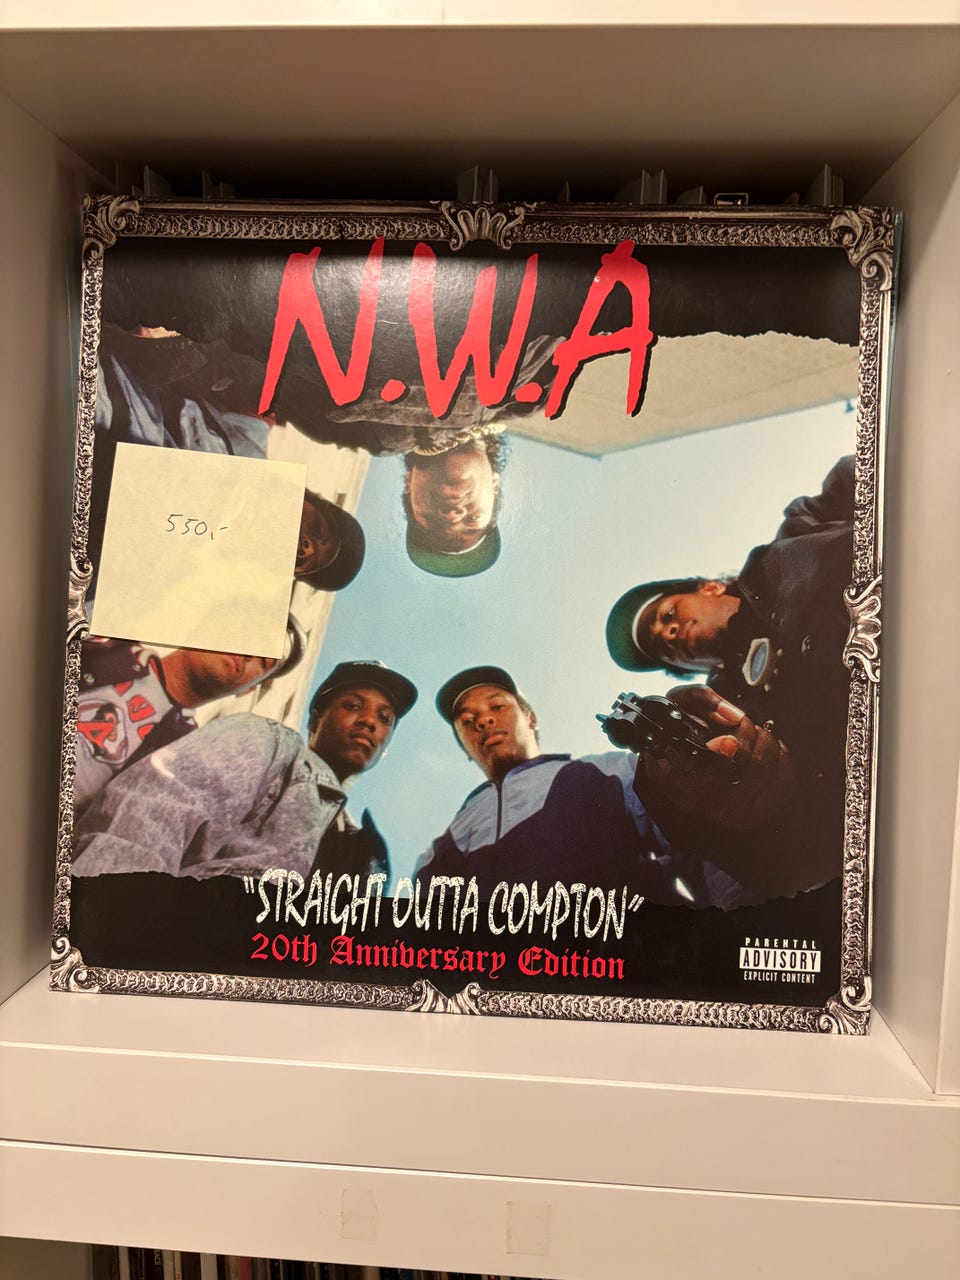 N.W.A
550,-
"STRAIGHT OUTTA COMPTON"
20th Anniversary Edition
PARENTAL
ADVISORY
EXPLICIT CONTENT